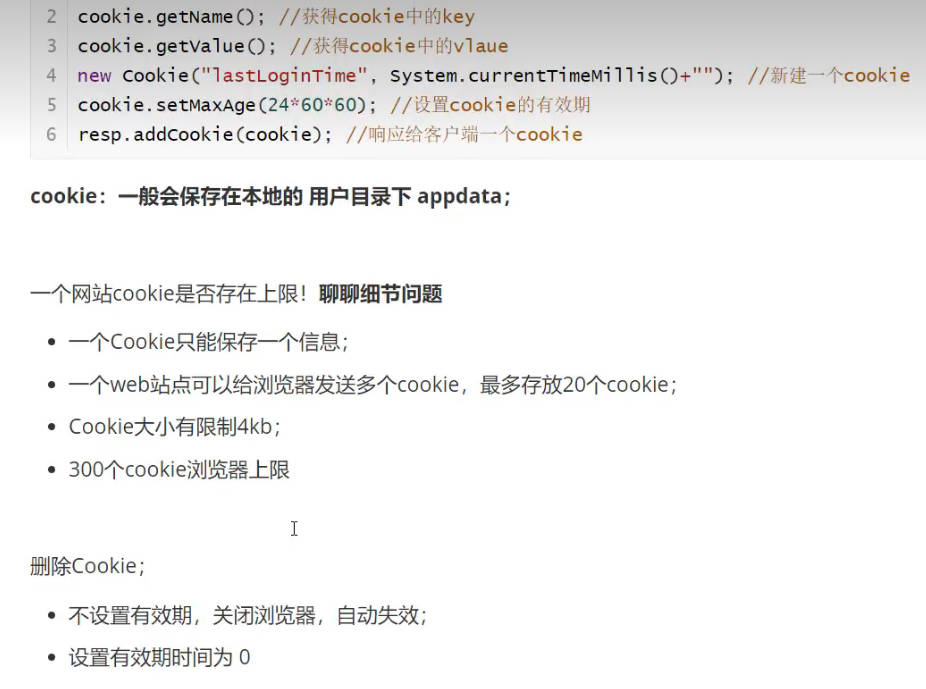 2 cookie.getName(); //获得cookie中的key
3 cookie.getValue(); //获得cookie中的vlaue
4 new Cookie("lastLoginTime", System.currentTimeMillis()+""); //新建一个cookie
5 cookie.setMaxAge(24*60*60); //设置cookie的有效期
6 resp.addCookie(cookie); //响应给客户端一个cookie
cookie：一般会保存在本地的 用户目录下 appdata；
一个网站cookie是否存在上限！聊聊细节问题
• 一个Cookie只能保存一个信息；
• 一个web站点可以给浏览器发送多个cookie，最多存放20个cookie；
• Cookie大小有限制4kb；
• 300个cookie浏览器上限
删除Cookie；
• 不设置有效期，关闭浏览器，自动失效；
• 设置有效期时间为 0